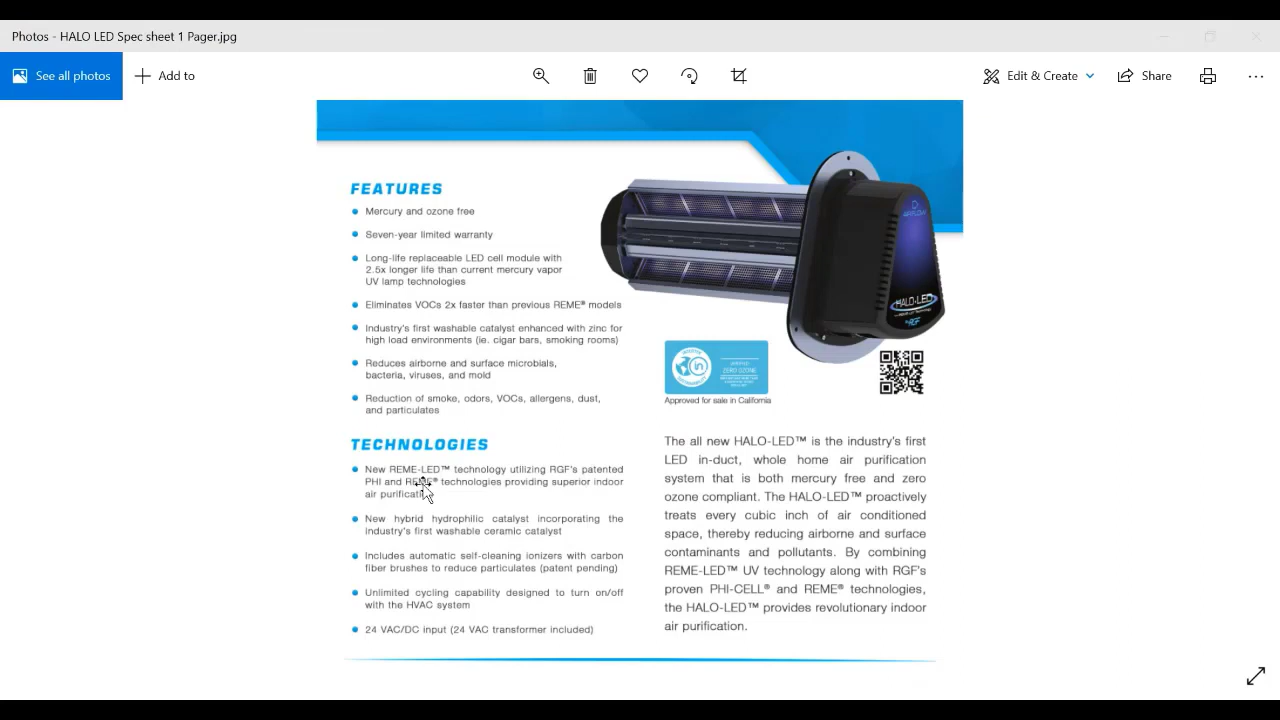 Photos - HALO LED Spec sheet 1 Pager.jpg
See all photos
Add to
Edit & Create
Share
FEATURES
Mercury and ozone free
Seven-year limited warranty
Long-life replaceable LED cell module with
2.5x longer life than current mercury vapor
UV lamp technologies
Eliminates VOCs 2x faster than previous REME® models
Industry's first washable catalyst enhanced with zinc for
high load environments (ie. cigar bars, smoking rooms)
Reduces airborne and surface microbials,
bacteria, viruses, and mold
Reduction of smoke, odors, VOCs, allergens, dust,
and particulates
HALO-LED
RGF
ZERO OZONE
Approved for sale in California
TECHNOLOGIES
New REME-LED™ technology utilizing RGF's patented
PHI and REME® technologies providing superior indoor
air purification
New hybrid hydrophilic catalyst incorporating the
industry's first washable ceramic catalyst
Includes automatic self-cleaning ionizers with carbon
fiber brushes to reduce particulates (patent pending)
Unlimited cycling capability designed to turn on/off
with the HVAC system
24 VAC/DC input (24 VAC transformer included)
The all new HALO-LED™ is the industry's first
LED in-duct, whole home air purification
system that is both mercury free and zero
ozone compliant. The HALO-LED™ proactively
treats every cubic inch of air conditioned
space, thereby reducing airborne and surface
contaminants and pollutants. By combining
REME-LED™ UV technology along with RGF's
proven PHI-CELL® and REME® technologies,
the HALO-LED™ provides revolutionary indoor
air purification.